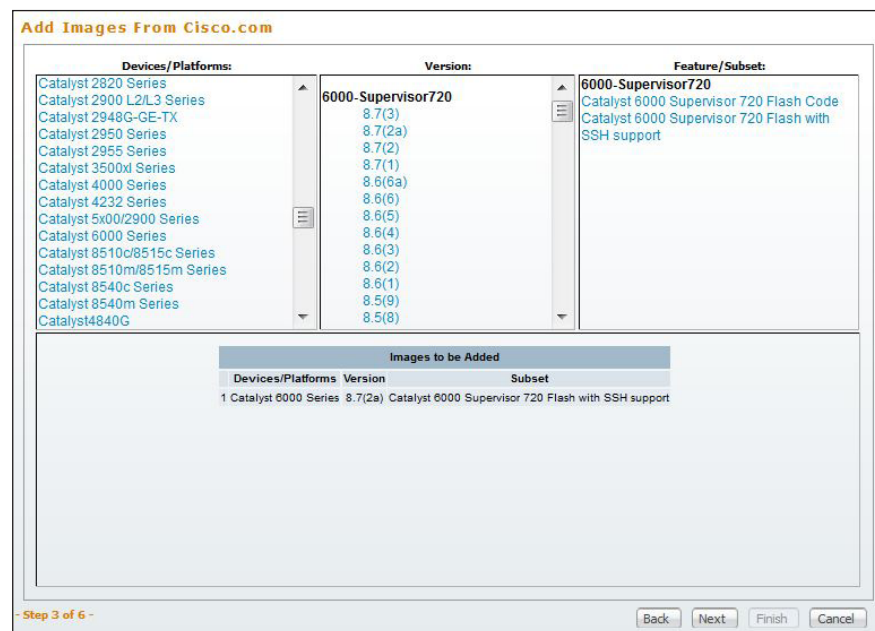 Add Images From Cisco.com
Devices/Platforms:
Catalyst 2820 Series
Catalyst 2900 L2/L3 Series
Catalyst 2948G-GE-TX
Catalyst 2950 Series
Catalyst 2955 Series
Catalyst 3500xl Series
Catalyst 4000 Series
Catalyst 4232 Series
Catalyst 5x00/2900 Series
Catalyst 6000 Series
Catalyst 8510c/8515c Series
Catalyst 8510m/8515m Series
Catalyst 8540c Series
Catalyst 8540m Series
Catalyst4840G
Version:
6000-Supervisor720
8.7(3)
8.7(2a)
8.7(2)
8.7(1)
8.6(6a)
8.6(6)
8.6(5)
8.6(4)
8.6(3)
8.6(2)
8.6(1)
8.5(9)
8.5(8)
Feature/Subset:
6000-Supervisor720
Catalyst 6000 Supervisor 720 Flash Code
Catalyst 6000 Supervisor 720 Flash with
SSH support
Images to be Added
Devices/Platforms Version Subset
1 Catalyst 6000 Series 8.7(2a) Catalyst 6000 Supervisor 720 Flash with SSH support
- Step 3 of 6 -
Back Next Finish Cancel